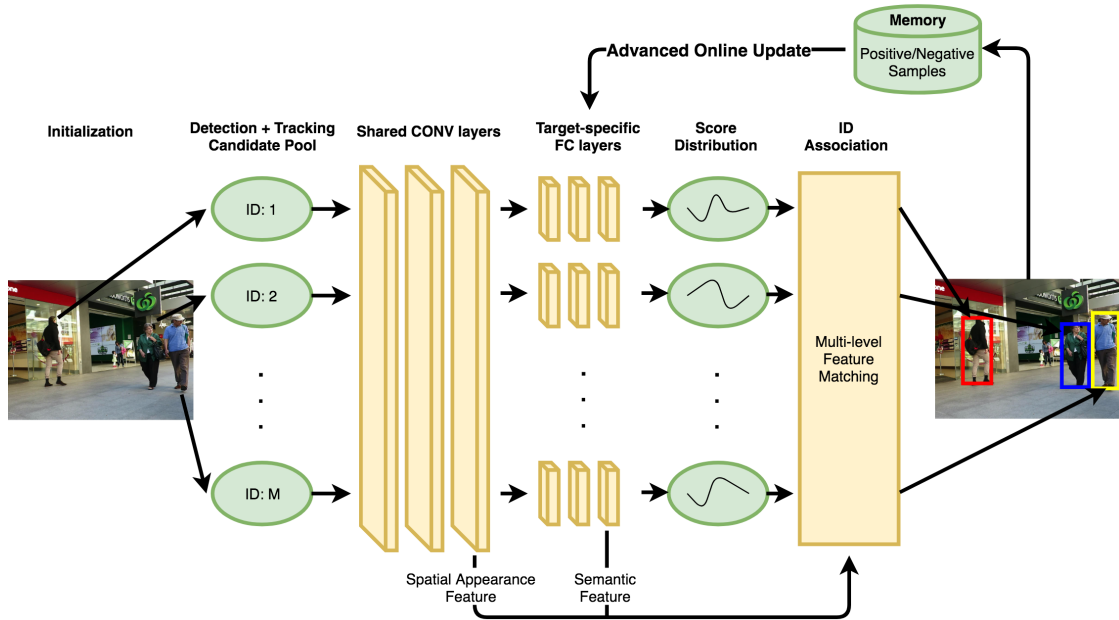 Memory
Positive/Negative
Samples
Advanced Online Update
Initialization
Detection + Tracking
Candidate Pool
Shared CONV layers
Target-specific
FC layers
Score
Distribution
ID
Association
ID: 1
ID: 2
ID: M
Multi-level
Feature
Matching
Spatial Appearance
Feature
Semantic
Feature
one